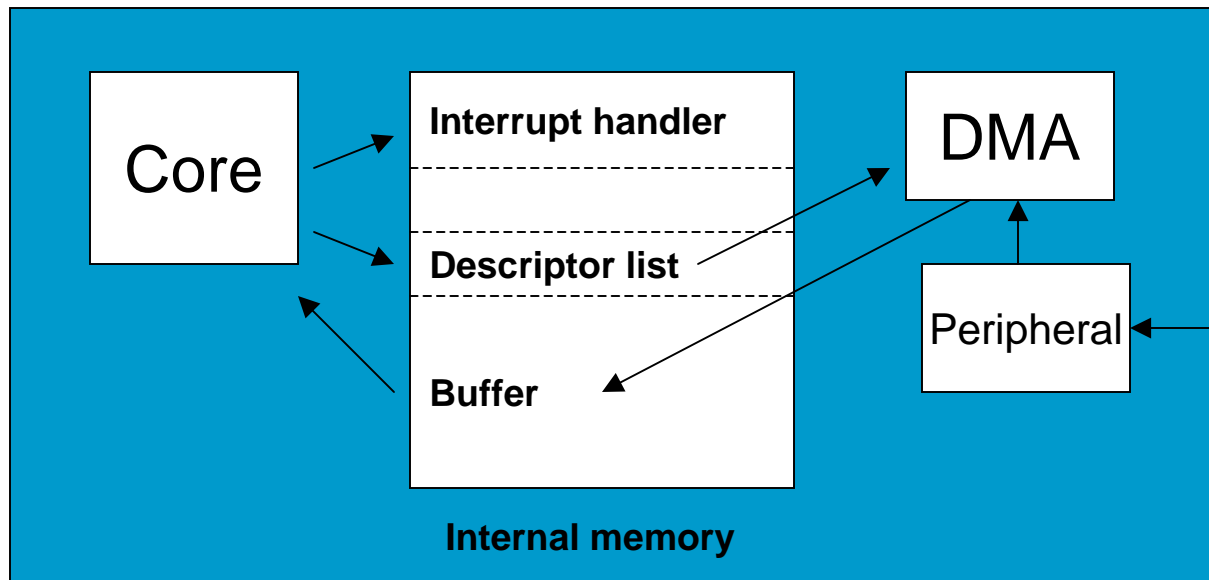 Core
Interrupt handler
Descriptor list
Buffer
DMA
Peripheral
Internal memory